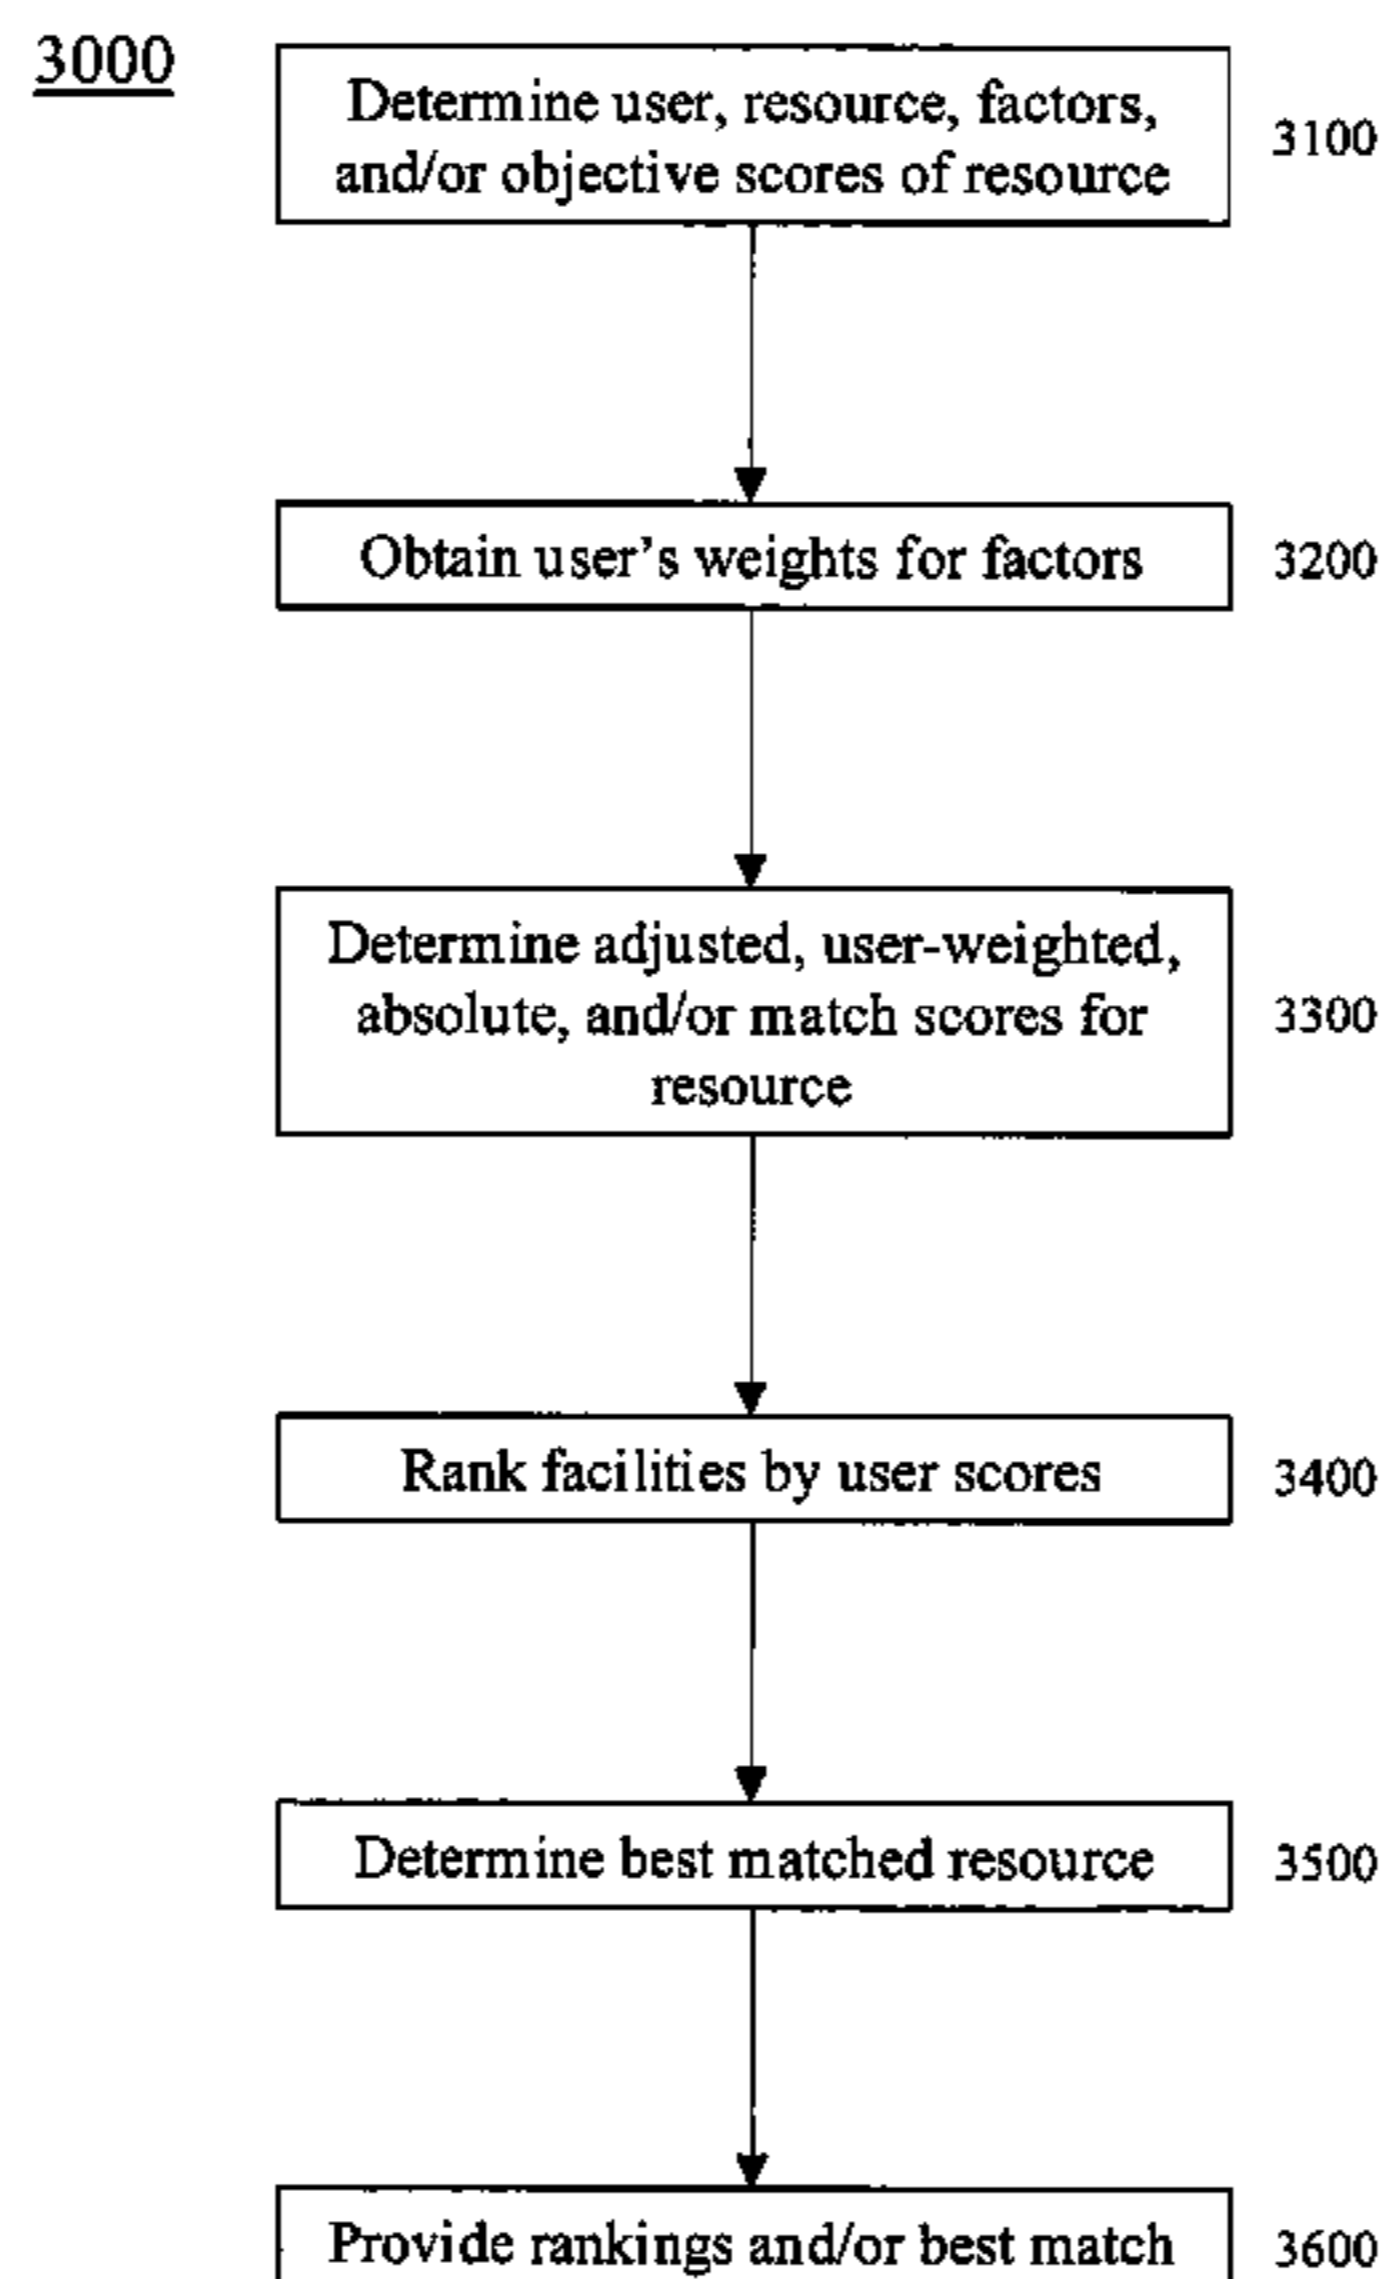 3000
Determine user, resource, factors,
and/or objective scores of resource
3100
Obtain user's weights for factors
3200
Determine adjusted, user-weighted,
absolute, and/or match scores for
resource
3300
Rank facilities by user scores
3400
Determine best matched resource
3500
Provide rankings and/or best match
3600